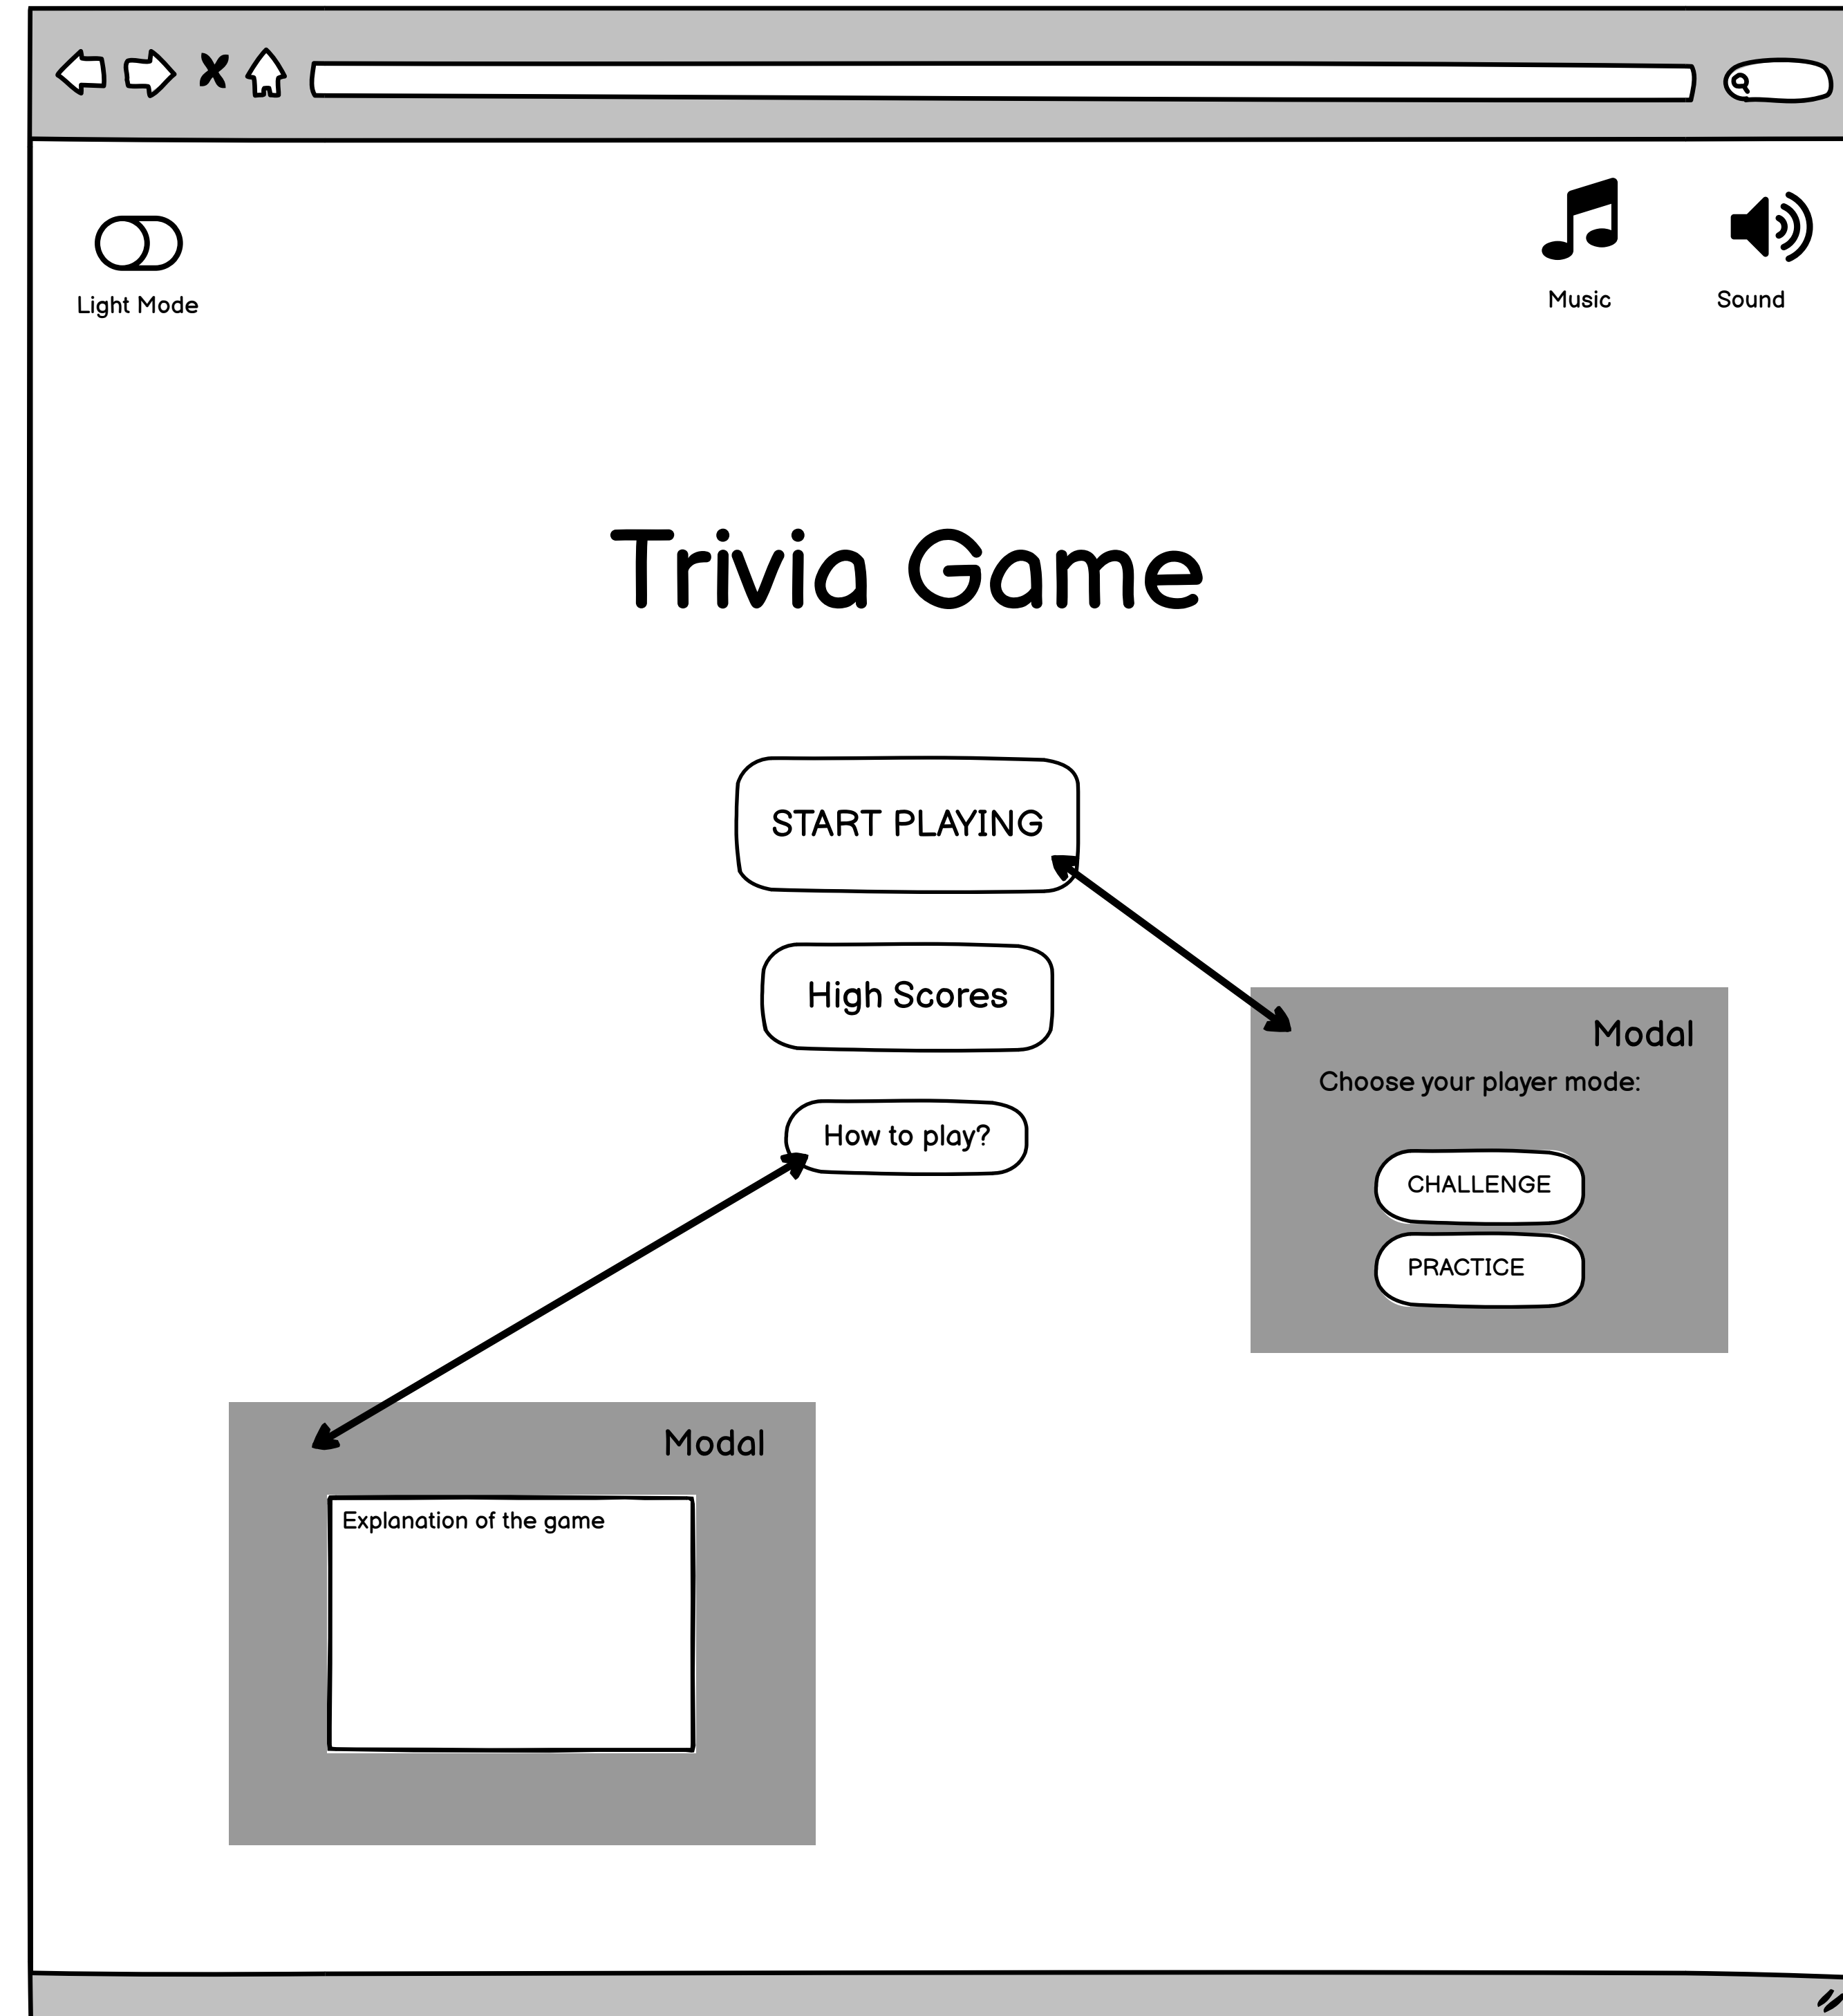 Light Mode
Music
Sound
Trivia Game
START PLAYING
High Scores
How to play?
Modal
Choose your player mode:
CHALLENGE
PRACTICE
Modal
Explanation of the game